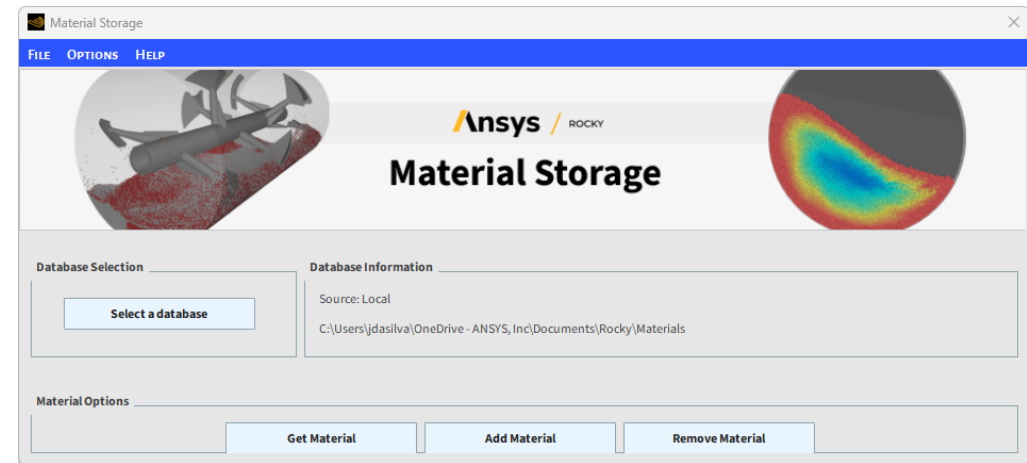 Material Storage
FILE OPTIONS HELP
Ansys / ROCKY
Material Storage
Database Selection
Select a database
Database Information
Source: Local
C:\Users\jdasilva\OneDrive - ANSYS, Inc\Documents\Rocky\Materials
Material Options
Get Material
Add Material
Remove Material